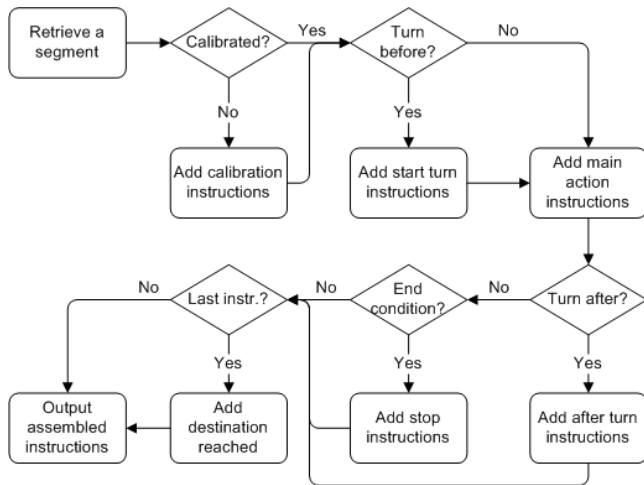 Retrieve a
segment
Calibrated?
Yes
Turn
before?
No
No
Yes
Add calibration
instructions
Add start turn
instructions
Add main
action
instructions
No
Last instr.?
No
End
condition?
No
Turn after?
Yes
Yes
Yes
Output
assembled
instructions
Add
destination
reached
Add stop
instructions
Add after turn
instructions